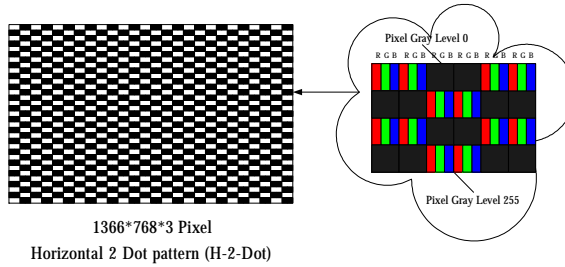 Pixel Gray Level 0
R G B R G B R G B R G B R G B R G B
Pixel Gray Level 255
1366*768*3 Pixel
Horizontal 2 Dot pattern (H-2-Dot)